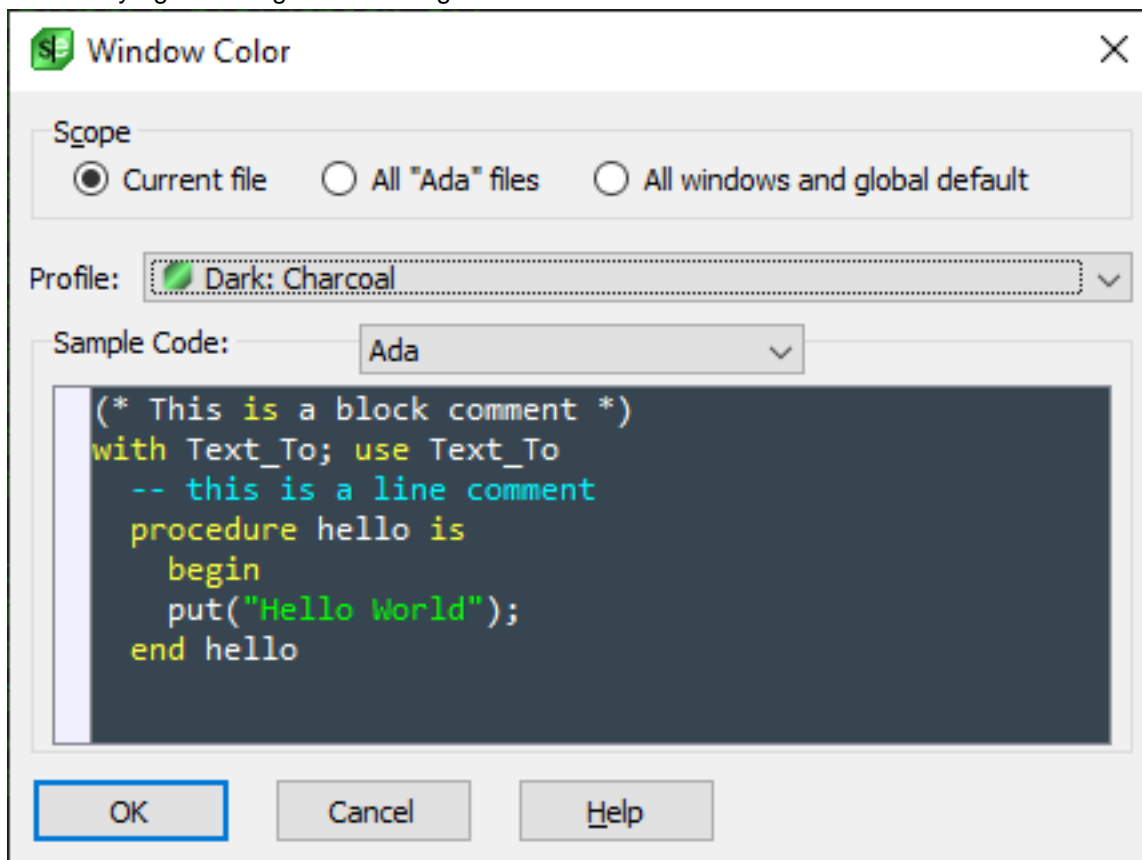 Window Color
Scope
Current file All "Ada" files All windows and global default
Profile: Dark: Charcoal
Sample Code: Ada
(* This is a block comment *)
with Text_To; use Text_To
-- this is a line comment
procedure hello is
begin
put("Hello World");
end hello
OK Cancel Help